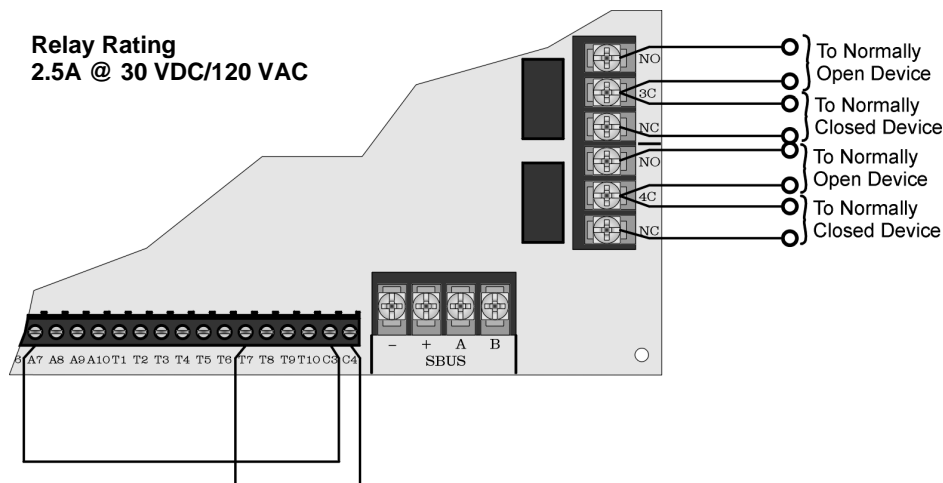 Relay Rating
2.5A @ 30 VDC/120 VAC
NO
3C
NC
NO
4C
NC
To Normally
Open Device
To Normally
Closed Device
To Normally
Open Device
To Normally
Closed Device
A7 A8 A9 A10 T1 T2 T3 T4 T5 T6 T7 T8 T9 T10 C3 C4
– + A B
SBUS